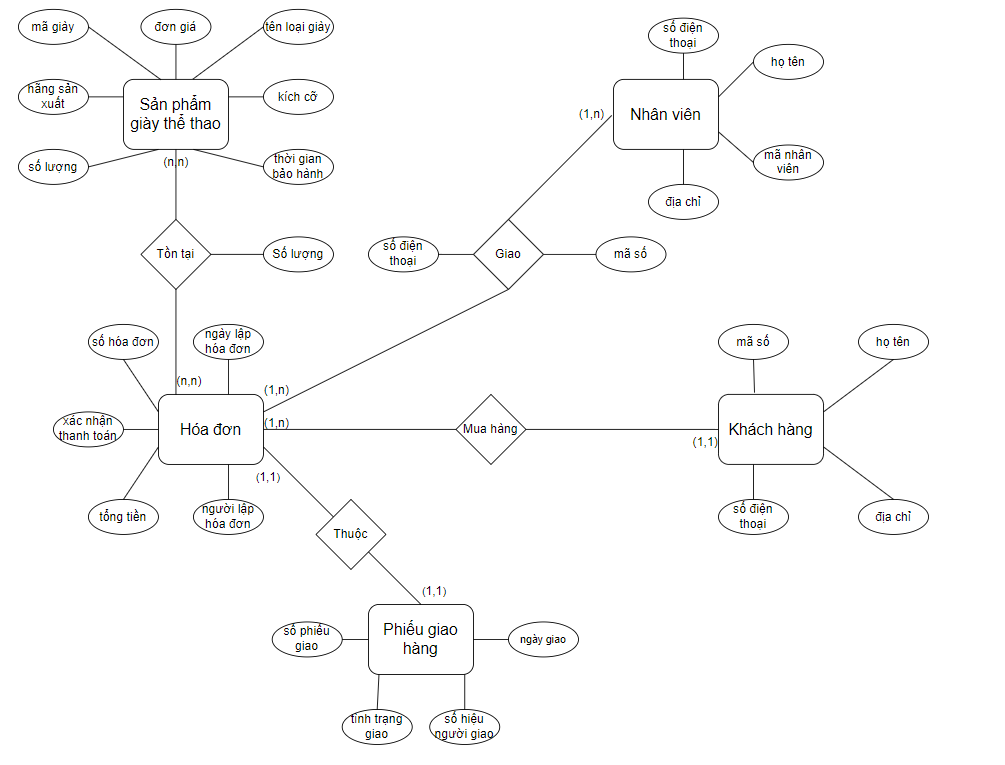 mã giày
đơn giá
tên loại giày
hãng sản
xuất
Sản phẩm
giày thể thao
kích cỡ
số lượng
(n,n)
thời gian
bảo hành
số điện
thoại
họ tên
(1,n)
Nhân viên
mã nhân
viên
địa chỉ
Tồn tại
Số lượng
số điện
thoại
Giao
mã số
số hóa đơn
ngày lập
hóa đơn
(n,n)
(1,n)
xác nhận
thanh toán
Hóa đơn
(1,n)
Mua hàng
(1,1)
Khách hàng
mã số
họ tên
tổng tiền
người lập
hóa đơn
(1,1)
số điện
thoại
địa chỉ
Thuộc
(1,1)
số phiếu
giao
Phiếu giao
hàng
ngày giao
tình trạng
giao
số hiệu
người giao